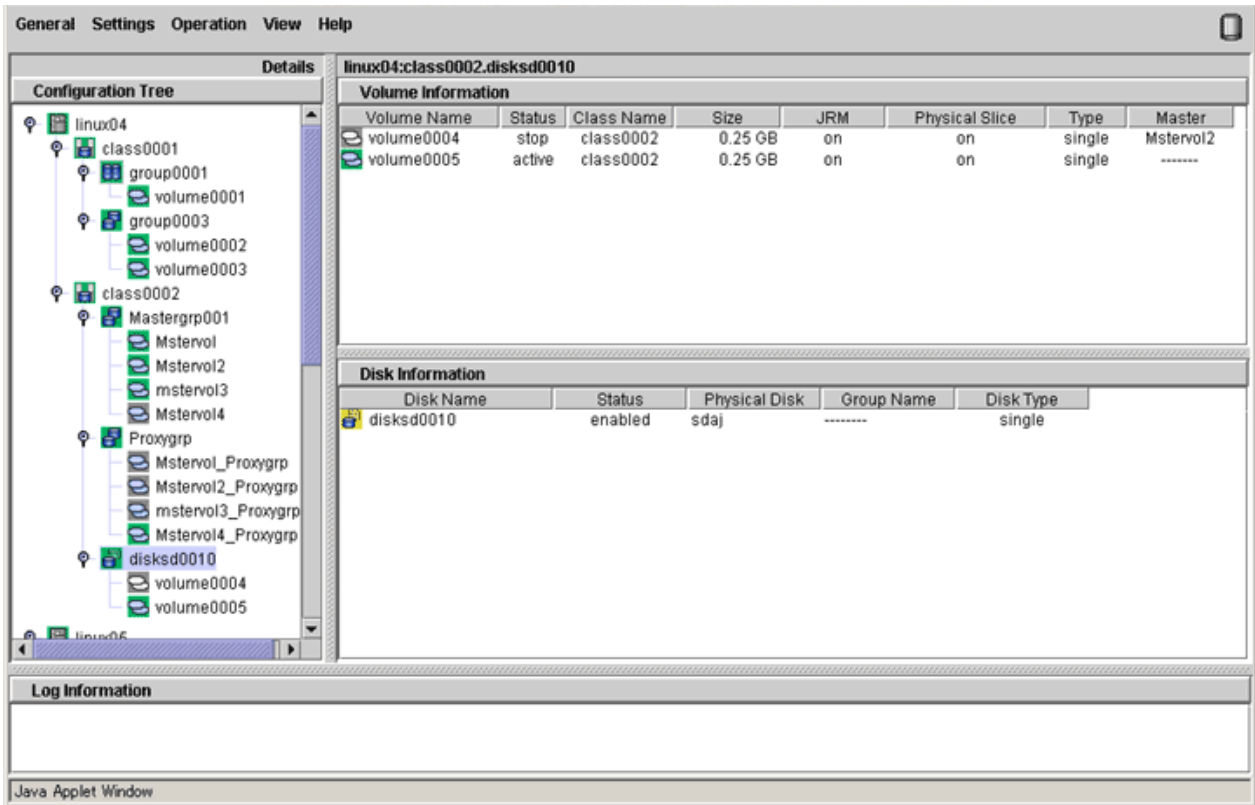 General Settings Operation View Help
Details
Configuration Tree
linux04
class0001
group0001
volume0001
group0003
volume0002
volume0003
class0002
Mastergrp001
Mstervol
Mstervol2
mstervol3
Mstervol4
Proxygrp
Mstervol_Proxygrp
Mstervol2_Proxygrp
mstervol3_Proxygrp
Mstervol4_Proxygrp
disksd0010
volume0004
volume0005
linux04:class0002.disksd0010
Volume Information
Volume Name Status Class Name Size JRM Physical Slice Type Master
volume0004 stop class0002 0.25 GB on on single Mstervol2
volume0005 active class0002 0.25 GB on on single -------
Disk Information
Disk Name Status Physical Disk Group Name Disk Type
disksd0010 enabled sdaj -------- single
Log Information
Java Applet Window